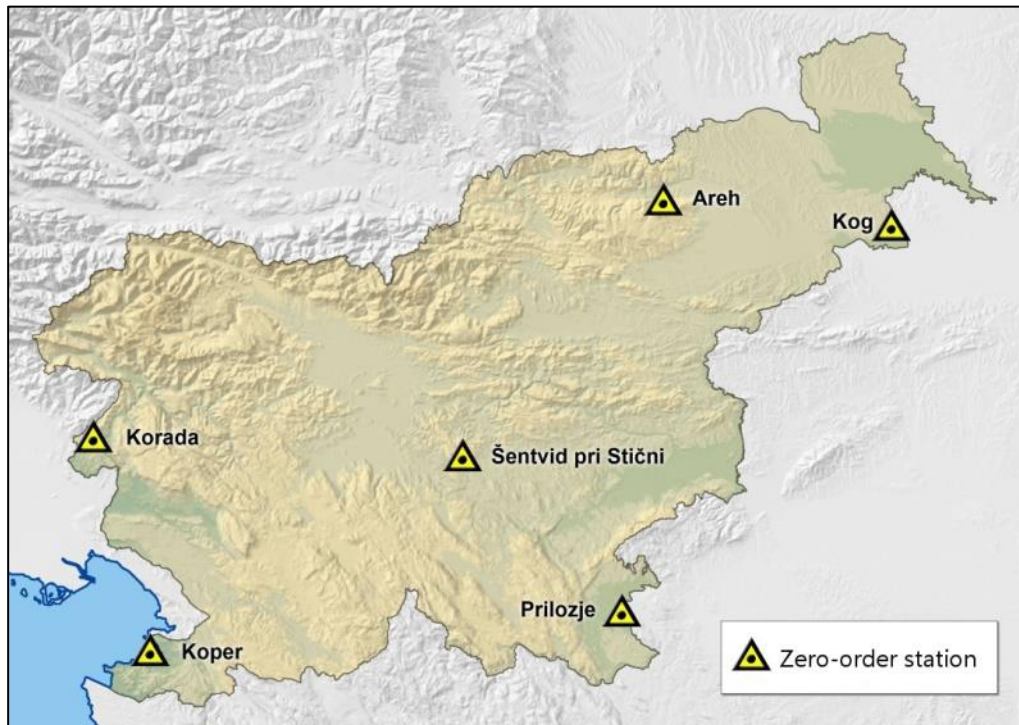 Areh
Kog
Korada
Šentvid pri Stični
Prilozje
Koper
Zero-order station